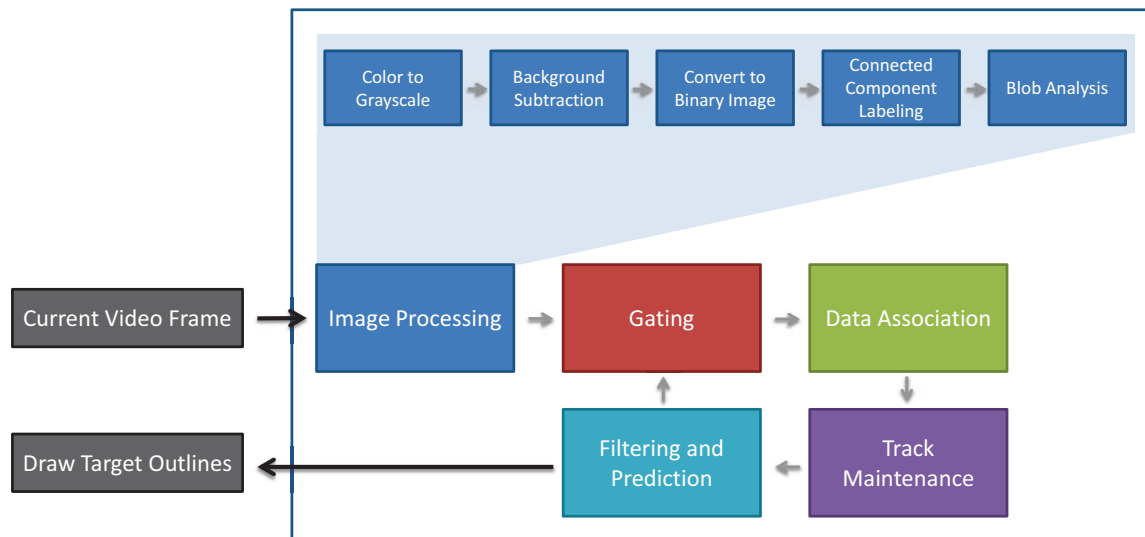 Color to
Grayscale
Background
Subtraction
Convert to
Binary Image
Connected
Component
Labeling
Blob Analysis
Current Video Frame
Image Processing
Gating
Data Association
Draw Target Outlines
Filtering and
Prediction
Track
Maintenance